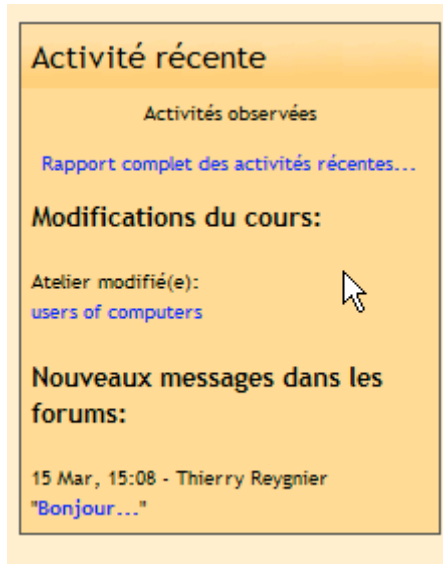 Activité récente
Activités observées
Rapport complet des activités récentes...
Modifications du cours:
Atelier modifié(e):
users of computers
Nouveaux messages dans les
forums:
15 Mar, 15:08 - Thierry Reygnier
"Bonjour..."